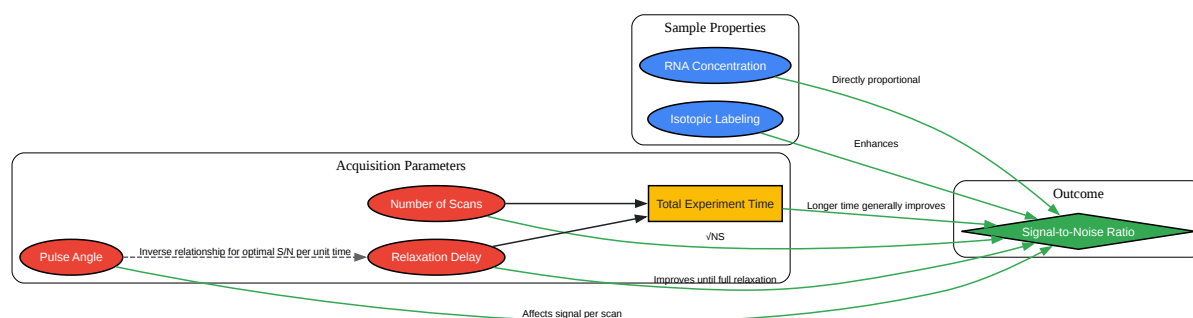 Sample Properties
RNA Concentration
Directly proportional
Isotopic Labeling
Enhances
Acquisition Parameters
Outcome
Number of Scans
Total Experiment Time
Longer time generally improves
√NS
Signal-to-Noise Ratio
Pulse Angle
Inverse relationship for optimal S/N per unit time
Relaxation Delay
Improves until full relaxation
Affects signal per scan